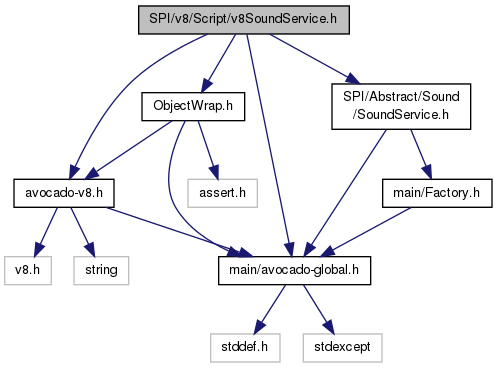 SPI/v8/Script/v8SoundService.h
ObjectWrap.h
SPI/Abstract/Sound
/SoundService.h
avocado-v8.h
assert.h
main/Factory.h
v8.h
string
main/avocado-global.h
stddef.h
stdexcept